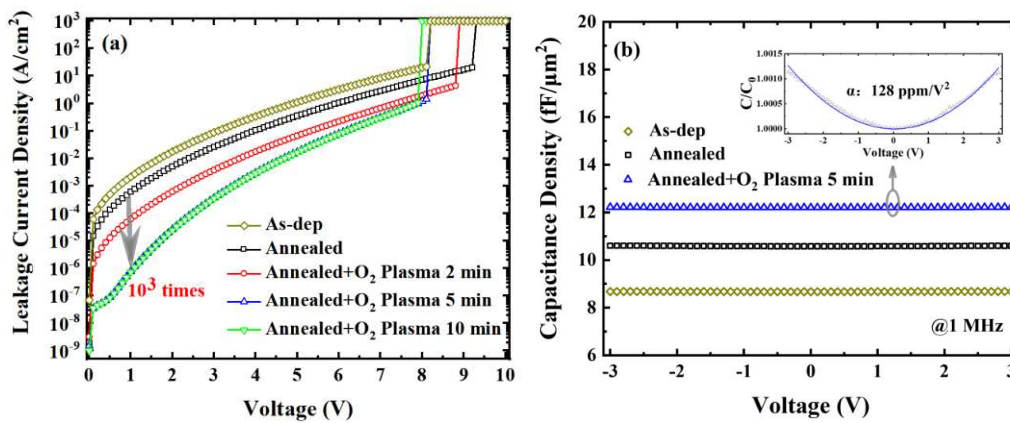 (a)
Leakage Current Density (A/cm²)
10³
10²
10¹
10⁰
10⁻¹
10⁻²
10⁻³
10⁻⁴
10⁻⁵
10⁻⁶
10⁻⁷
10⁻⁸
10⁻⁹
10³ times
As-dep
Annealed
Annealed+O₂ Plasma 2 min
Annealed+O₂ Plasma 5 min
Annealed+O₂ Plasma 10 min
0 1 2 3 4 5 6 7 8 9 10
Voltage (V)
(b)
Capacitance Density (fF/μm²)
20
18
16
14
12
10
8
6
C/C₀
1.0015
1.0010
1.0005
1.0000
α: 128 ppm/V²
-3 -2 -1 0 1 2 3
Voltage (V)
As-dep
Annealed
Annealed+O₂ Plasma 5 min
@1 MHz
-3 -2 -1 0 1 2 3
Voltage (V)